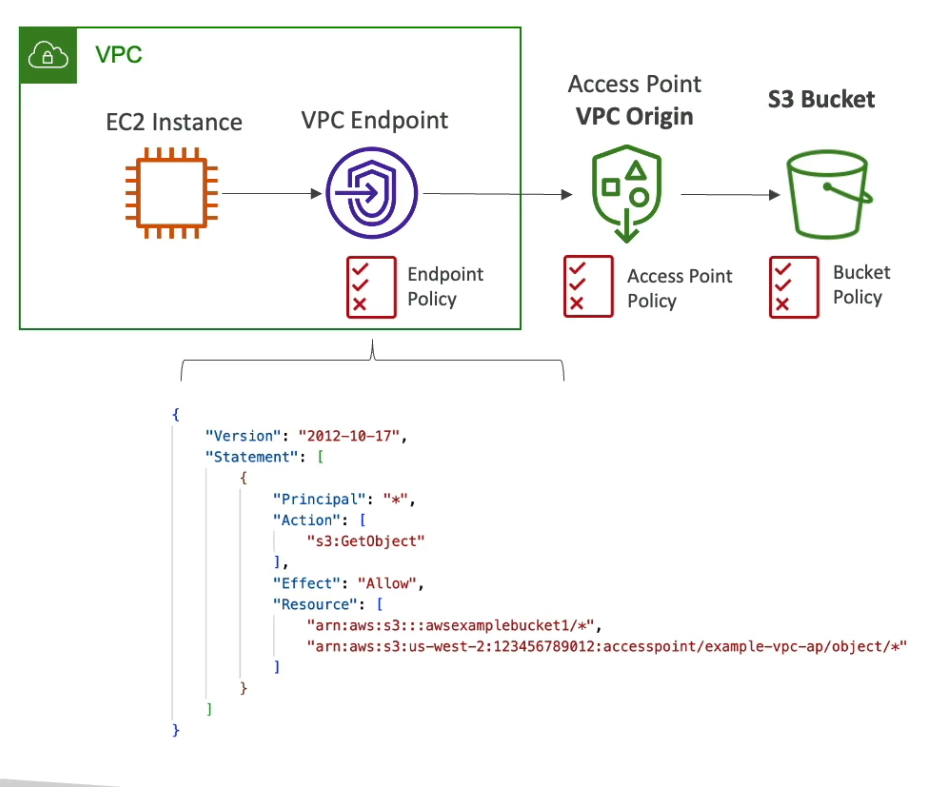 VPC
EC2 Instance
VPC Endpoint
Access Point
VPC Origin
S3 Bucket
Endpoint
Policy
Access Point
Policy
Bucket
Policy
{
"Version": "2012-10-17",
"Statement": [
{
"Principal": "*",
"Action": [
"s3:GetObject"
],
"Effect": "Allow",
"Resource": [
"arn:aws:s3:::awsexamplebucket1/*",
"arn:aws:s3:us-west-2:123456789012:accesspoint/example-vpc-ap/object/*"
]
}
]
}